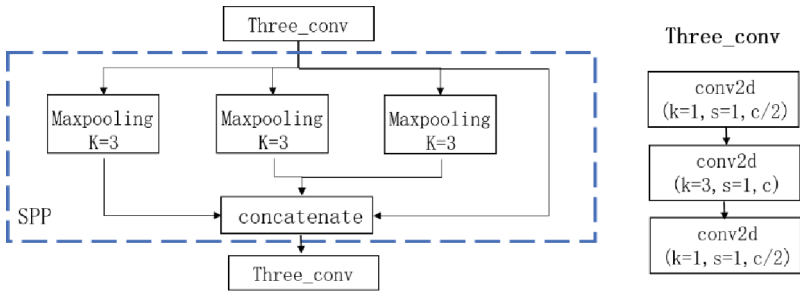 Three_conv
Maxpooling
K=3
Maxpooling
K=3
Maxpooling
K=3
SPP
concatenate
Three_conv
Three_conv
conv2d
(k=1, s=1, c/2)
conv2d
(k=3, s=1, c)
conv2d
(k=1, s=1, c/2)